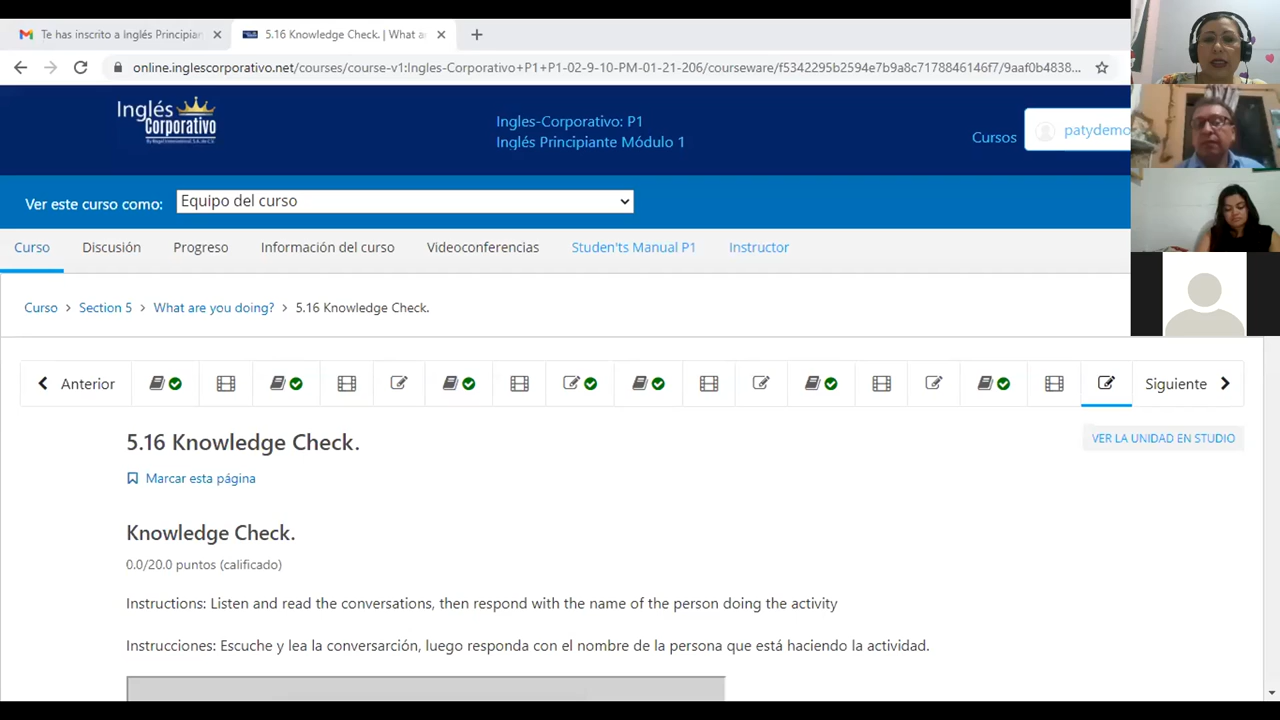 Te has inscrito a Inglés Principian
5.16 Knowledge Check. | What a
online.inglescorporativo.net/courses/course-v1:Ingles-Corporativo+P1+P1-02-9-10-PM-01-21-206/courseware/f5342295b2594e7b9a8c7178846146f7/9aaf0b4838...
Inglés
Corporativo
Ingles-Corporativo: P1
Inglés Principiante Módulo 1
Cursos
patydemo
Ver este curso como:
Equipo del curso
Curso
Discusión
Progreso
Información del curso
Videoconferencias
Studen'ts Manual P1
Instructor
Curso > Section 5 > What are you doing? > 5.16 Knowledge Check.
Anterior
Siguiente
5.16 Knowledge Check.
VER LA UNIDAD EN STUDIO
Marcar esta página
Knowledge Check.
0.0/20.0 puntos (calificado)
Instructions: Listen and read the conversations, then respond with the name of the person doing the activity
Instrucciones: Escuche y lea la conversarción, luego responda con el nombre de la persona que está haciendo la actividad.